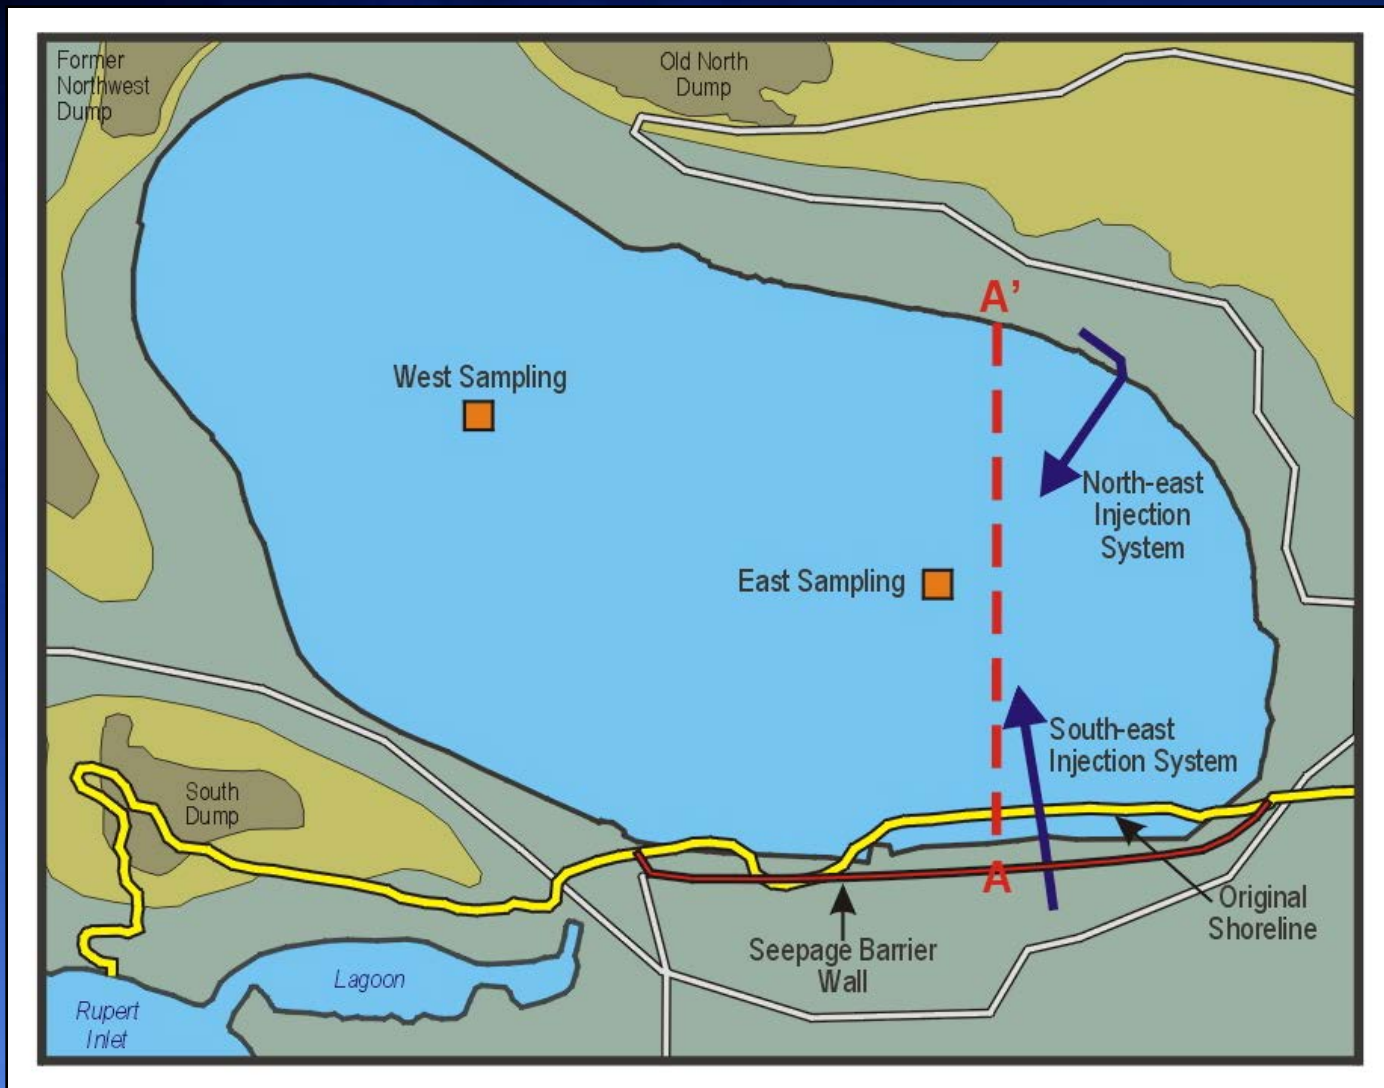 Former
Northwest
Dump
Old North
Dump
A’
West Sampling
North-east
Injection
System
East Sampling
South-east
Injection System
South
Dump
A
Original
Shoreline
Seepage Barrier
Wall
Lagoon
Rupert
Inlet